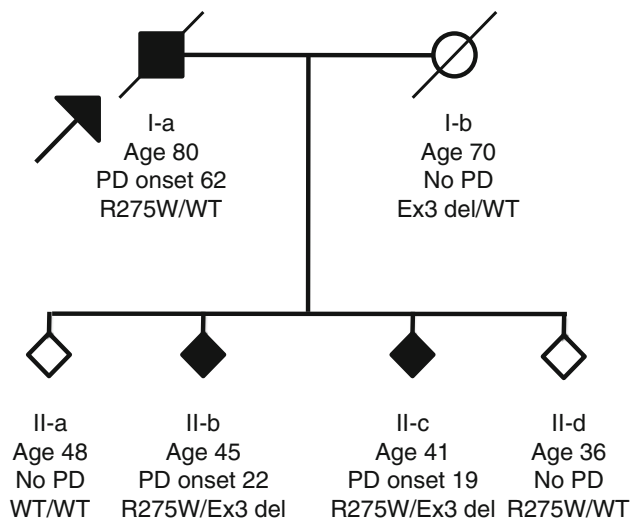 I-a
Age 80
PD onset 62
R275W/WT
I-b
Age 70
No PD
Ex3 del/WT
II-a
Age 48
No PD
WT/WT
II-b
Age 45
PD onset 22
R275W/Ex3 del
II-c
Age 41
PD onset 19
R275W/Ex3 del
II-d
Age 36
No PD
R275W/WT